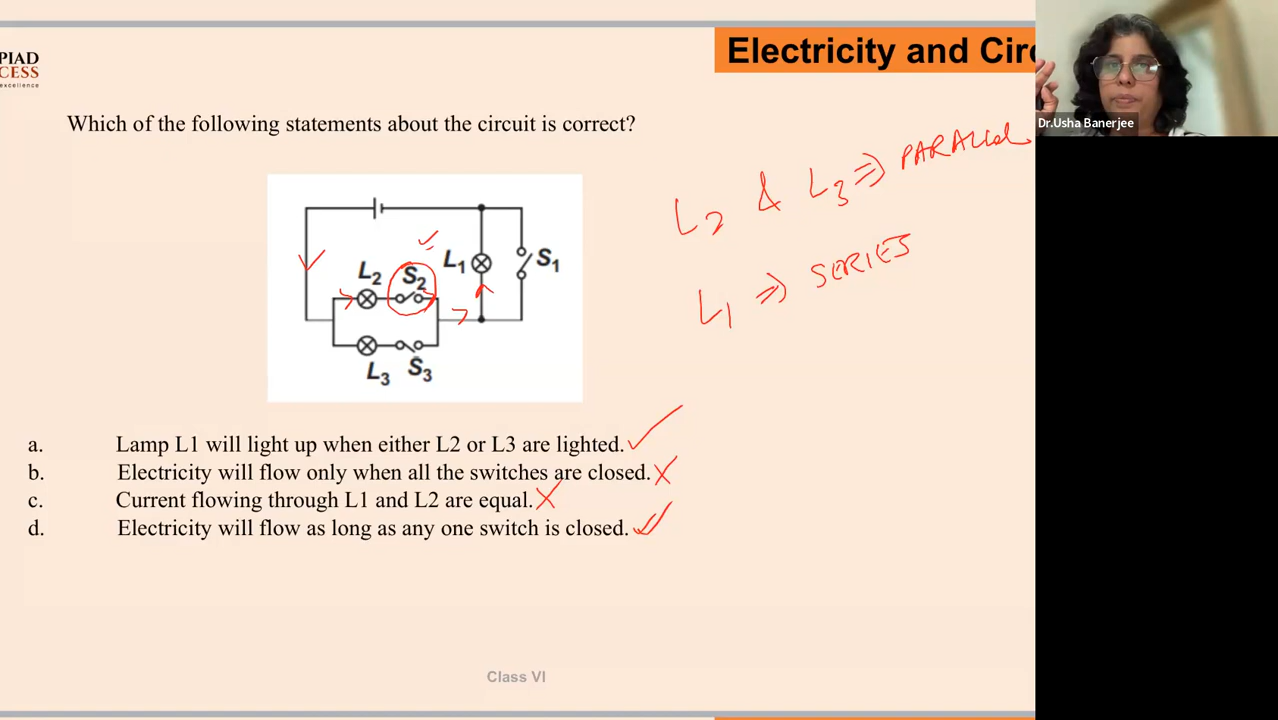 PIAD
CESS
excellence
Electricity and Circ
Dr.Usha Banerjee
Which of the following statements about the circuit is correct?
L2 & L3 ⇒ PARALLEL
L1 ⇒ SERIES
L2
S2
L1
S1
L3
S3
a. Lamp L1 will light up when either L2 or L3 are lighted.
b. Electricity will flow only when all the switches are closed.
c. Current flowing through L1 and L2 are equal.
d. Electricity will flow as long as any one switch is closed.
Class VI